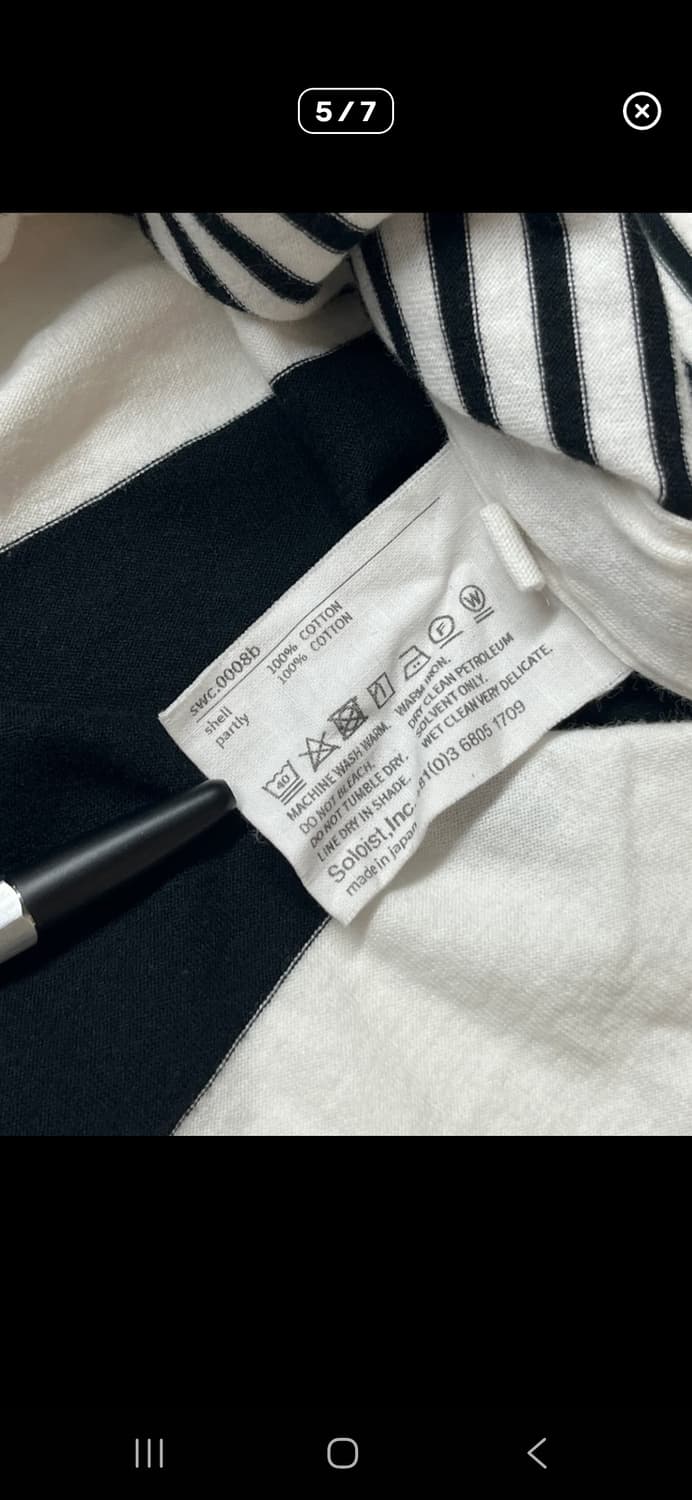 5/7
swc.0008b
shell 100% COTTON
partly 100% COTTON
40 F W
MACHINE WASH WARM. WARM IRON.
DO NOT BLEACH. DRY CLEAN PETROLEUM
DO NOT TUMBLE DRY. SOLVENT ONLY.
LINE DRY IN SHADE. WET CLEAN VERY DELICATE.
Soloist,Inc. 81(0)3 6805 1709
made in japan